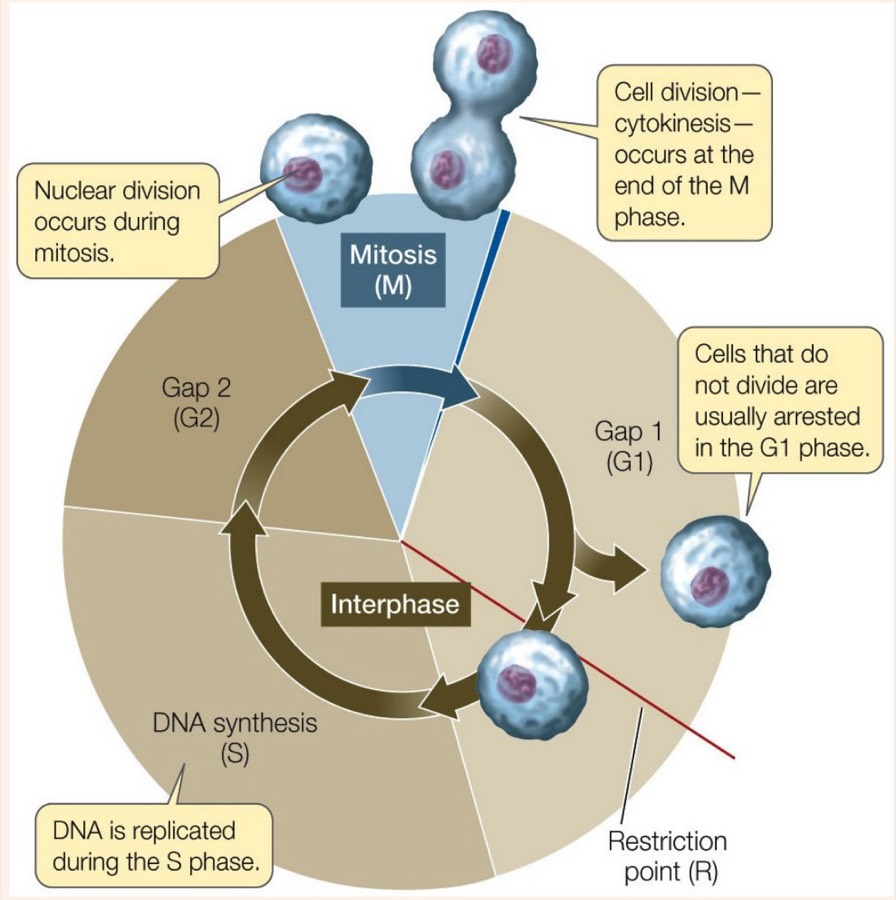 Cell division—
cytokinesis—
occurs at the
end of the M
phase.
Nuclear division
occurs during
mitosis.
Mitosis
(M)
Cells that do
not divide are
usually arrested
in the G1 phase.
Gap 2
(G2)
Gap 1
(G1)
Interphase
DNA synthesis
(S)
DNA is replicated
during the S phase.
Restriction
point (R)